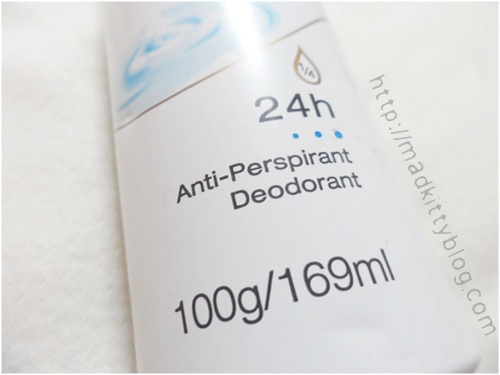 1/4
24h
Anti-Perspirant
Deodorant
100g/169ml
http://madkittyblog.com